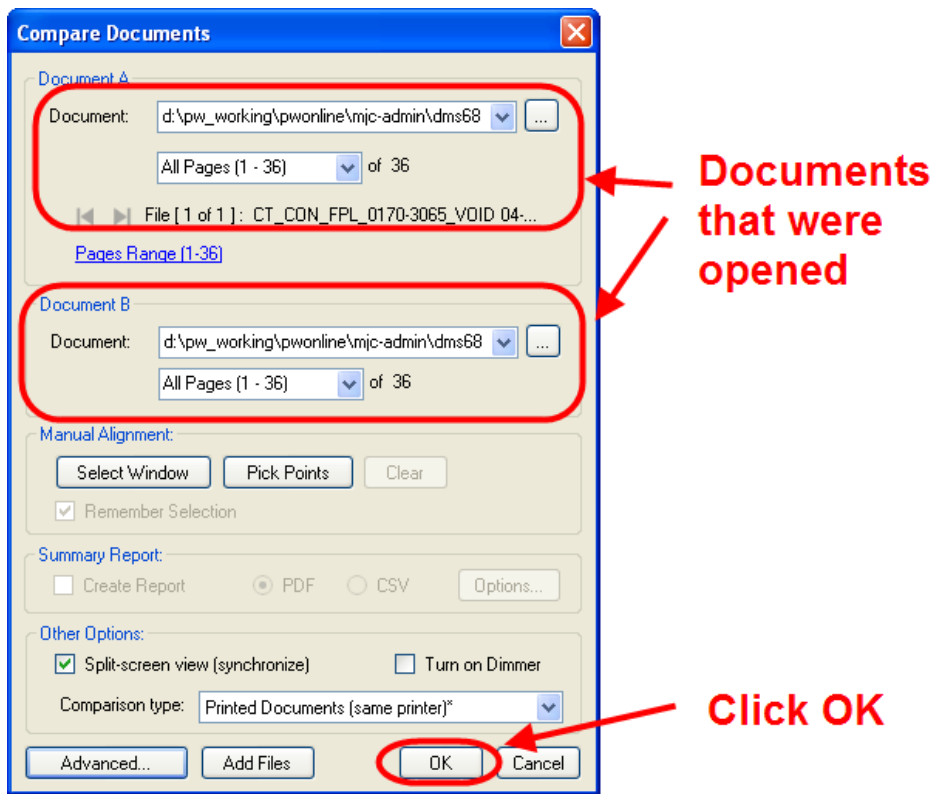 Compare Documents
Document A
Document: d:\pw_working\pwonline\mjc-admin\dms68 ...
All Pages (1 - 36) of 36
File [ 1 of 1 ] : CT_CON_FPL_0170-3065_VOID 04-...
Pages Range (1-36)
Documents
that were
opened
Document B
Document: d:\pw_working\pwonline\mjc-admin\dms68 ...
All Pages (1 - 36) of 36
Manual Alignment:
Select Window Pick Points Clear
Remember Selection
Summary Report:
Create Report PDF CSV Options...
Other Options:
Split-screen view (synchronize) Turn on Dimmer
Comparison type: Printed Documents (same printer)*
Click OK
Advanced... Add Files OK Cancel